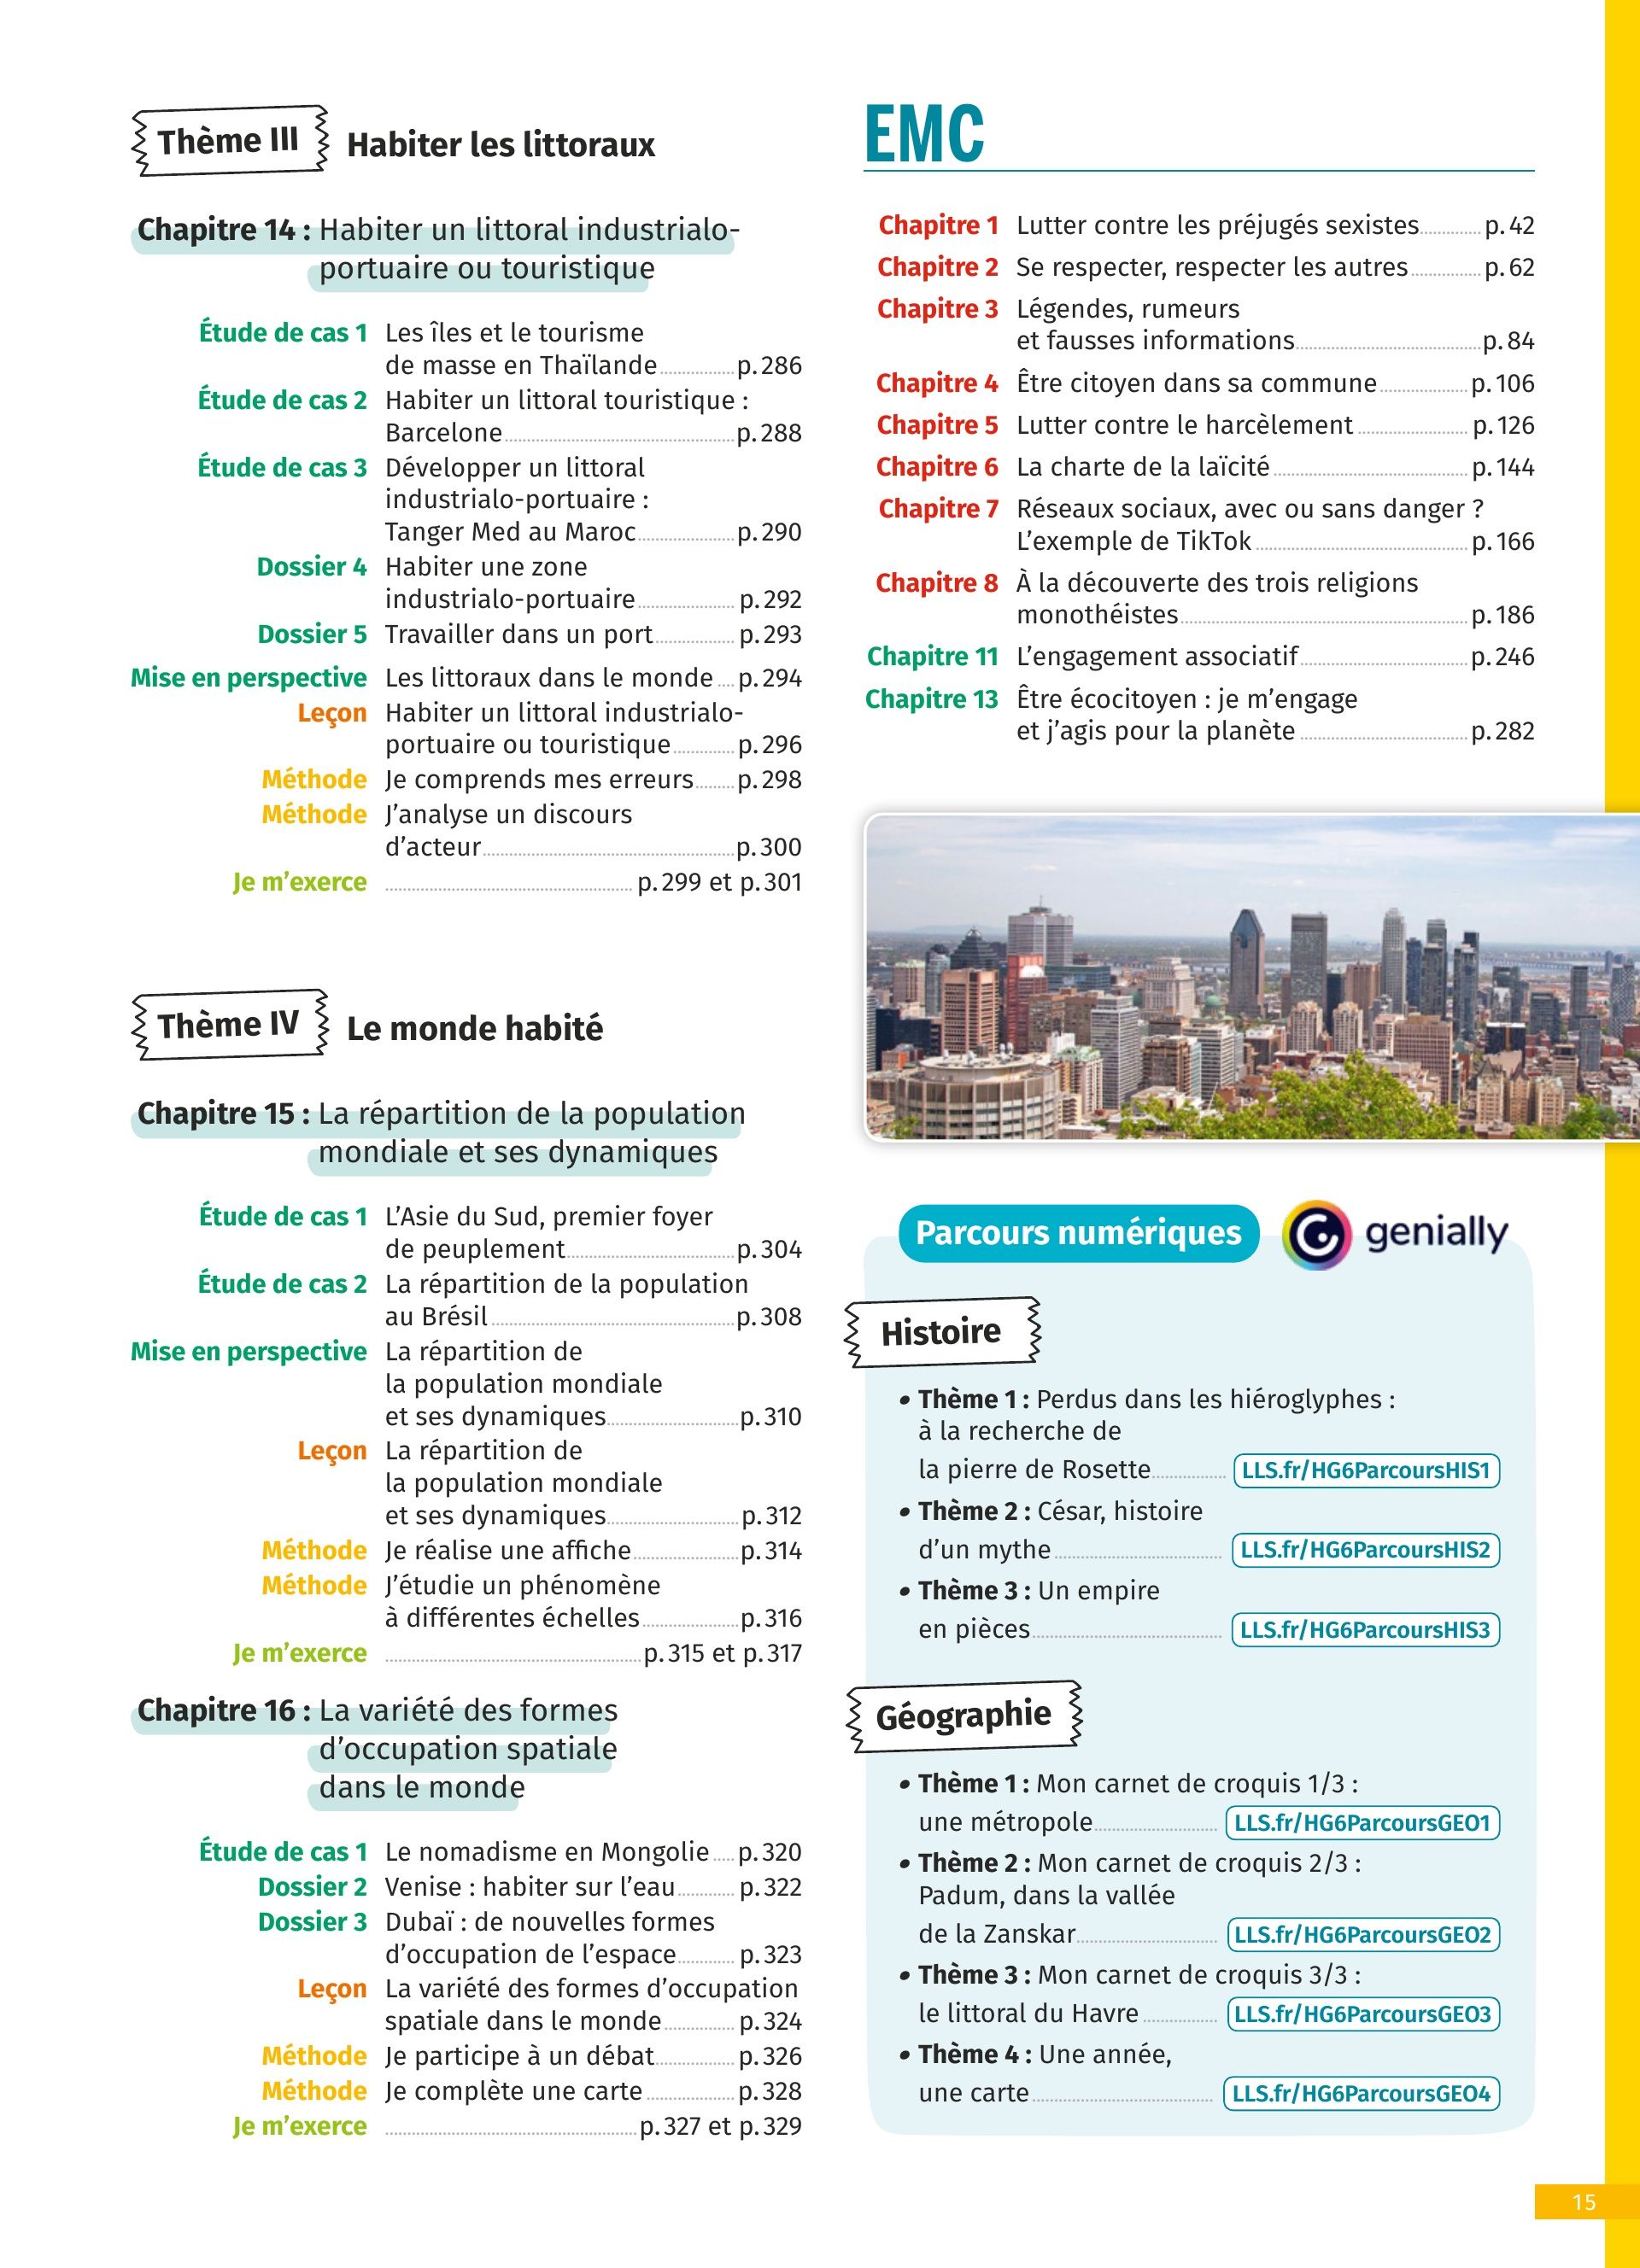 Thème III Habiter les littoraux
Chapitre 14 : Habiter un littoral industrialo-
portuaire ou touristique
Étude de cas 1 Les îles et le tourisme
de masse en Thaïlande p. 286
Étude de cas 2 Habiter un littoral touristique :
Barcelone p. 288
Étude de cas 3 Développer un littoral
industrialo-portuaire :
Tanger Med au Maroc p. 290
Dossier 4 Habiter une zone
industrialo-portuaire p. 292
Dossier 5 Travailler dans un port p. 293
Mise en perspective Les littoraux dans le monde p. 294
Leçon Habiter un littoral industrialo-
portuaire ou touristique p. 296
Méthode Je comprends mes erreurs p. 298
Méthode J’analyse un discours
d’acteur p. 300
Je m’exerce p. 299 et p. 301
Thème IV Le monde habité
Chapitre 15 : La répartition de la population
mondiale et ses dynamiques
Étude de cas 1 L’Asie du Sud, premier foyer
de peuplement p. 304
Étude de cas 2 La répartition de la population
au Brésil p. 308
Mise en perspective La répartition de
la population mondiale
et ses dynamiques p. 310
Leçon La répartition de
la population mondiale
et ses dynamiques p. 312
Méthode Je réalise une affiche p. 314
Méthode J’étudie un phénomène
à différentes échelles p. 316
Je m’exerce p. 315 et p. 317
Chapitre 16 : La variété des formes
d’occupation spatiale
dans le monde
Étude de cas 1 Le nomadisme en Mongolie p. 320
Dossier 2 Venise : habiter sur l’eau p. 322
Dossier 3 Dubaï : de nouvelles formes
d’occupation de l’espace p. 323
Leçon La variété des formes d’occupation
spatiale dans le monde p. 324
Méthode Je participe à un débat p. 326
Méthode Je complète une carte p. 328
Je m’exerce p. 327 et p. 329
EMC
Chapitre 1 Lutter contre les préjugés sexistes p. 42
Chapitre 2 Se respecter, respecter les autres p. 62
Chapitre 3 Légendes, rumeurs
et fausses informations p. 84
Chapitre 4 Être citoyen dans sa commune p. 106
Chapitre 5 Lutter contre le harcèlement p. 126
Chapitre 6 La charte de la laïcité p. 144
Chapitre 7 Réseaux sociaux, avec ou sans danger ?
L’exemple de TikTok p. 166
Chapitre 8 À la découverte des trois religions
monothéistes p. 186
Chapitre 11 L’engagement associatif p. 246
Chapitre 13 Être écocitoyen : je m’engage
et j’agis pour la planète p. 282
Parcours numériques genially
Histoire
• Thème 1 : Perdus dans les hiéroglyphes :
à la recherche de
la pierre de Rosette LLS.fr/HG6ParcoursHIS1
• Thème 2 : César, histoire
d’un mythe LLS.fr/HG6ParcoursHIS2
• Thème 3 : Un empire
en pièces LLS.fr/HG6ParcoursHIS3
Géographie
• Thème 1 : Mon carnet de croquis 1/3 :
une métropole LLS.fr/HG6ParcoursGEO1
• Thème 2 : Mon carnet de croquis 2/3 :
Padum, dans la vallée
de la Zanskar LLS.fr/HG6ParcoursGEO2
• Thème 3 : Mon carnet de croquis 3/3 :
le littoral du Havre LLS.fr/HG6ParcoursGEO3
• Thème 4 : Une année,
une carte LLS.fr/HG6ParcoursGEO4
15